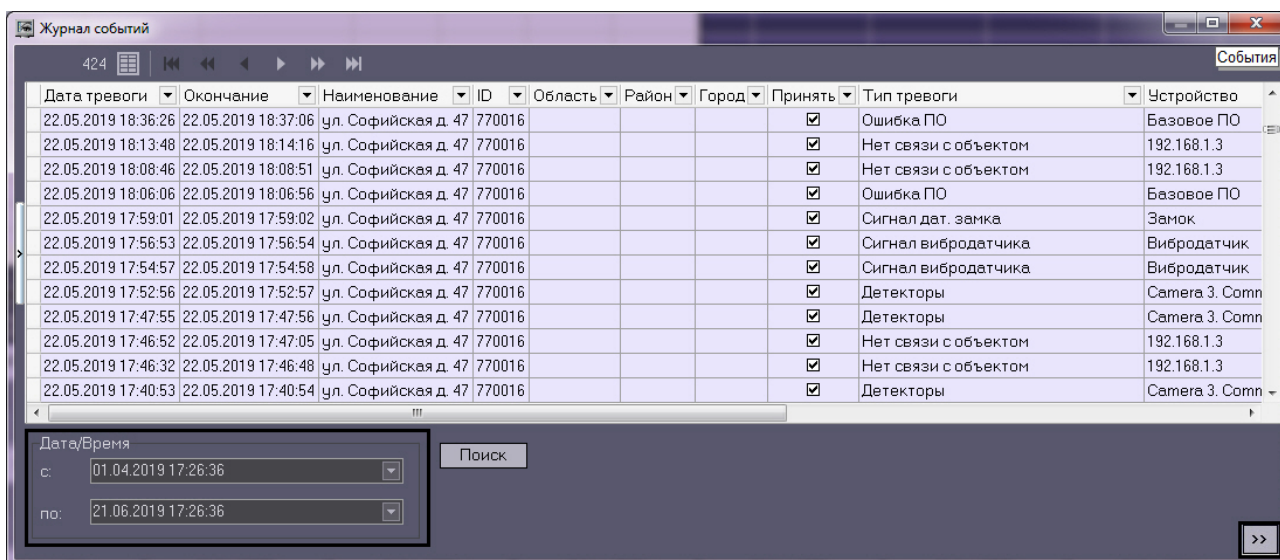 Журнал событий
424
События
Дата тревоги Окончание Наименование ID Область Район Город Принять Тип тревоги Устройство
22.05.2019 18:36:26 22.05.2019 18:37:06 ул. Софийская д. 47 770016 Ошибка ПО Базовое ПО
22.05.2019 18:13:48 22.05.2019 18:14:16 ул. Софийская д. 47 770016 Нет связи с объектом 192.168.1.3
22.05.2019 18:08:46 22.05.2019 18:08:51 ул. Софийская д. 47 770016 Нет связи с объектом 192.168.1.3
22.05.2019 18:06:06 22.05.2019 18:06:56 ул. Софийская д. 47 770016 Ошибка ПО Базовое ПО
22.05.2019 17:59:01 22.05.2019 17:59:02 ул. Софийская д. 47 770016 Сигнал дат. замка Замок
22.05.2019 17:56:53 22.05.2019 17:56:54 ул. Софийская д. 47 770016 Сигнал вибродатчика Вибродатчик
22.05.2019 17:54:57 22.05.2019 17:54:58 ул. Софийская д. 47 770016 Сигнал вибродатчика Вибродатчик
22.05.2019 17:52:56 22.05.2019 17:52:57 ул. Софийская д. 47 770016 Детекторы Camera 3. Comn
22.05.2019 17:47:55 22.05.2019 17:47:56 ул. Софийская д. 47 770016 Детекторы Camera 3. Comn
22.05.2019 17:46:52 22.05.2019 17:47:05 ул. Софийская д. 47 770016 Нет связи с объектом 192.168.1.3
22.05.2019 17:46:32 22.05.2019 17:46:48 ул. Софийская д. 47 770016 Нет связи с объектом 192.168.1.3
22.05.2019 17:40:53 22.05.2019 17:40:54 ул. Софийская д. 47 770016 Детекторы Camera 3. Comn
Дата/Время
Поиск
с: 01.04.2019 17:26:36
по: 21.06.2019 17:26:36
>>